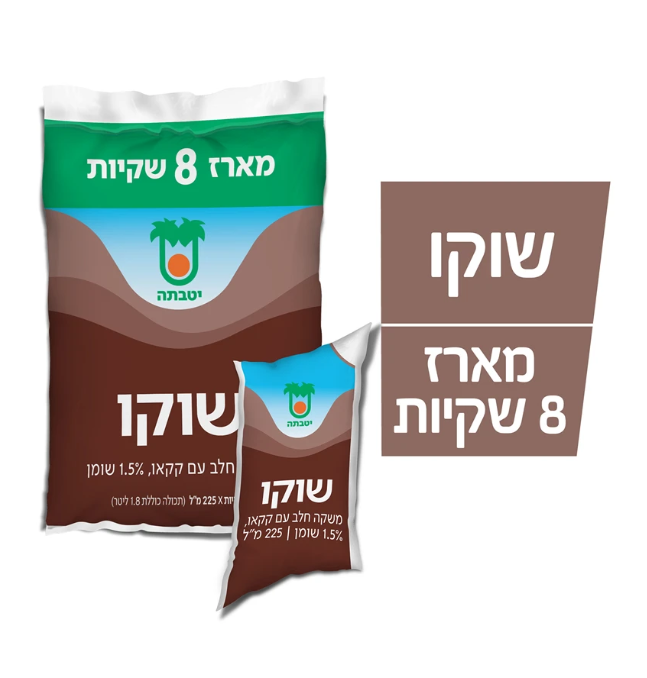 מארז 8 שקיות
יטבתה
שוקו
חלב עם קקאו, 1.5% שומן
X 225 מ"ל (תכולה כוללת 1.8 ליטר)
יטבתה
שוקו
משקה חלב עם קקאו,
1.5% שומן | 225 מ"ל
שוקו
מארז
8 שקיות